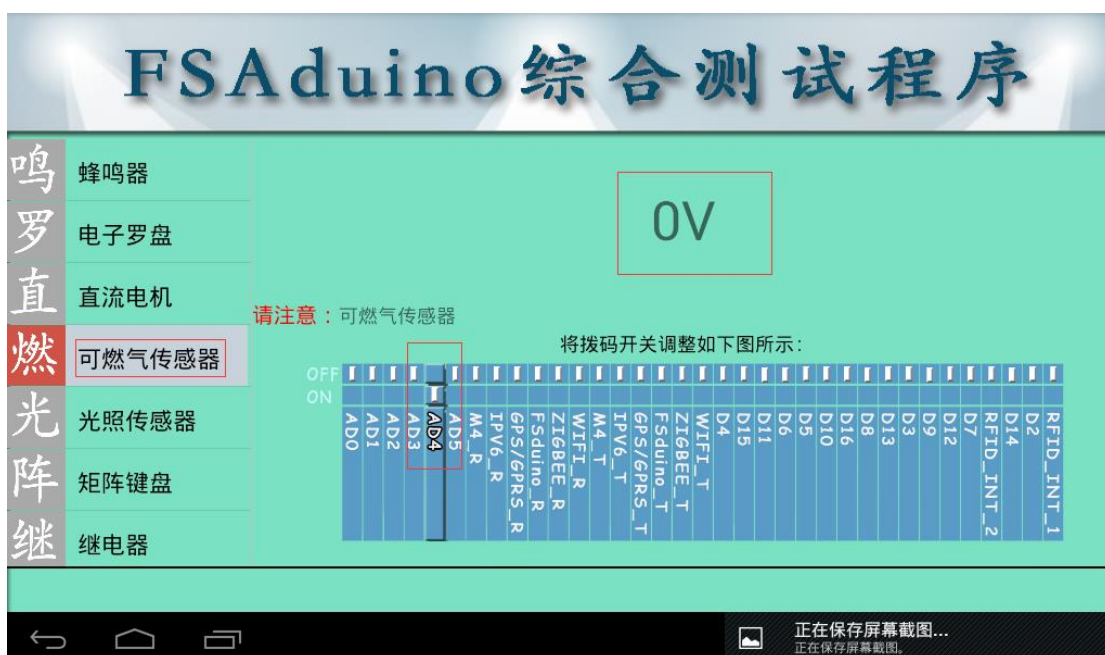 FSAduino综合测试程序
鸣 蜂鸣器
罗 电子罗盘
直 直流电机
燃 可燃气传感器
光 光照传感器
阵 矩阵键盘
继 继电器
0V
请注意：可燃气传感器
将拨码开关调整如下图所示：
OFF
ON
AD0
AD1
AD2
AD3
AD4
AD5
M4_R
IPV6_R
GPS/GPRS_R
FSduino_R
ZIGBEE_R
WIFI_R
M4_T
IPV6_T
GPS/GPRS_T
FSduino_T
ZIGBEE_T
WIFI_T
D4
D15
D11
D6
D5
D10
D16
D8
D13
D3
D9
D12
D7
RFID_INT_2
D14
D2
RFID_INT_1
正在保存屏幕截图...
正在保存屏幕截图。